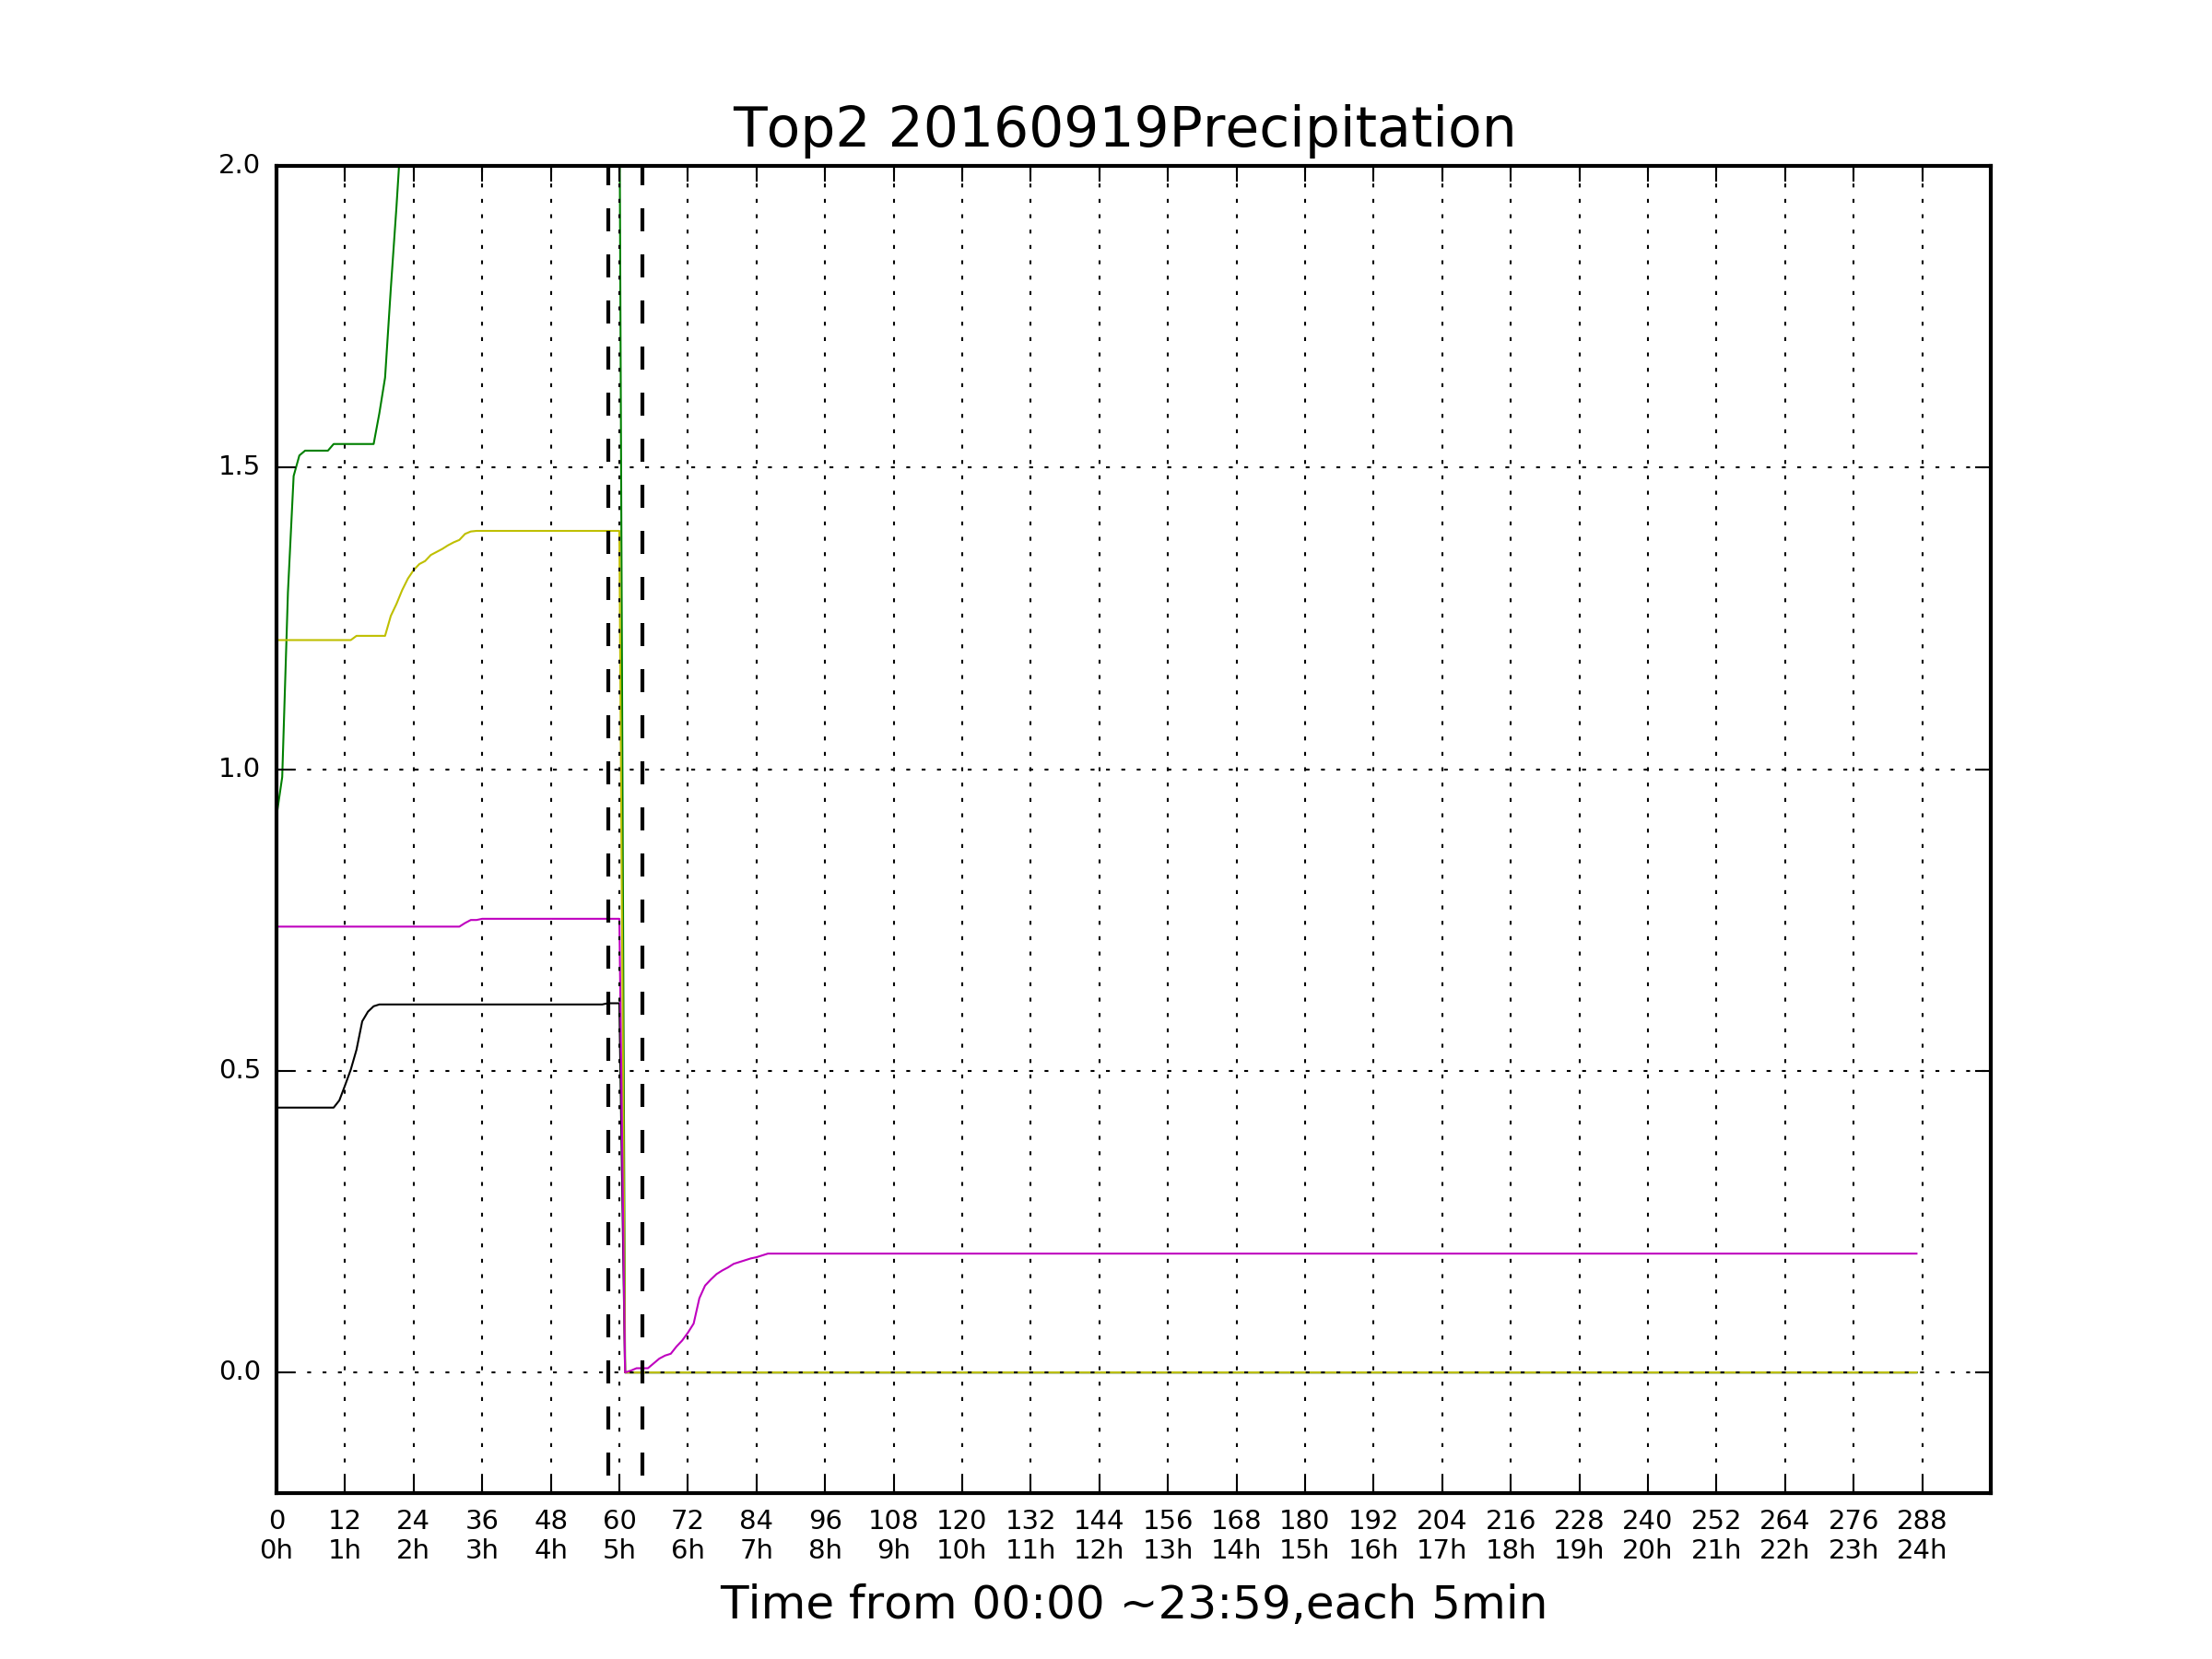 Top2 20160919Precipitation
2.0
1.5
1.0
0.5
0.0
0 12 24 36 48 60 72 84 96 108 120 132 144 156 168 180 192 204 216 228 240 252 264 276 288
0h 1h 2h 3h 4h 5h 6h 7h 8h 9h 10h 11h 12h 13h 14h 15h 16h 17h 18h 19h 20h 21h 22h 23h 24h
Time from 00:00 ~23:59,each 5min